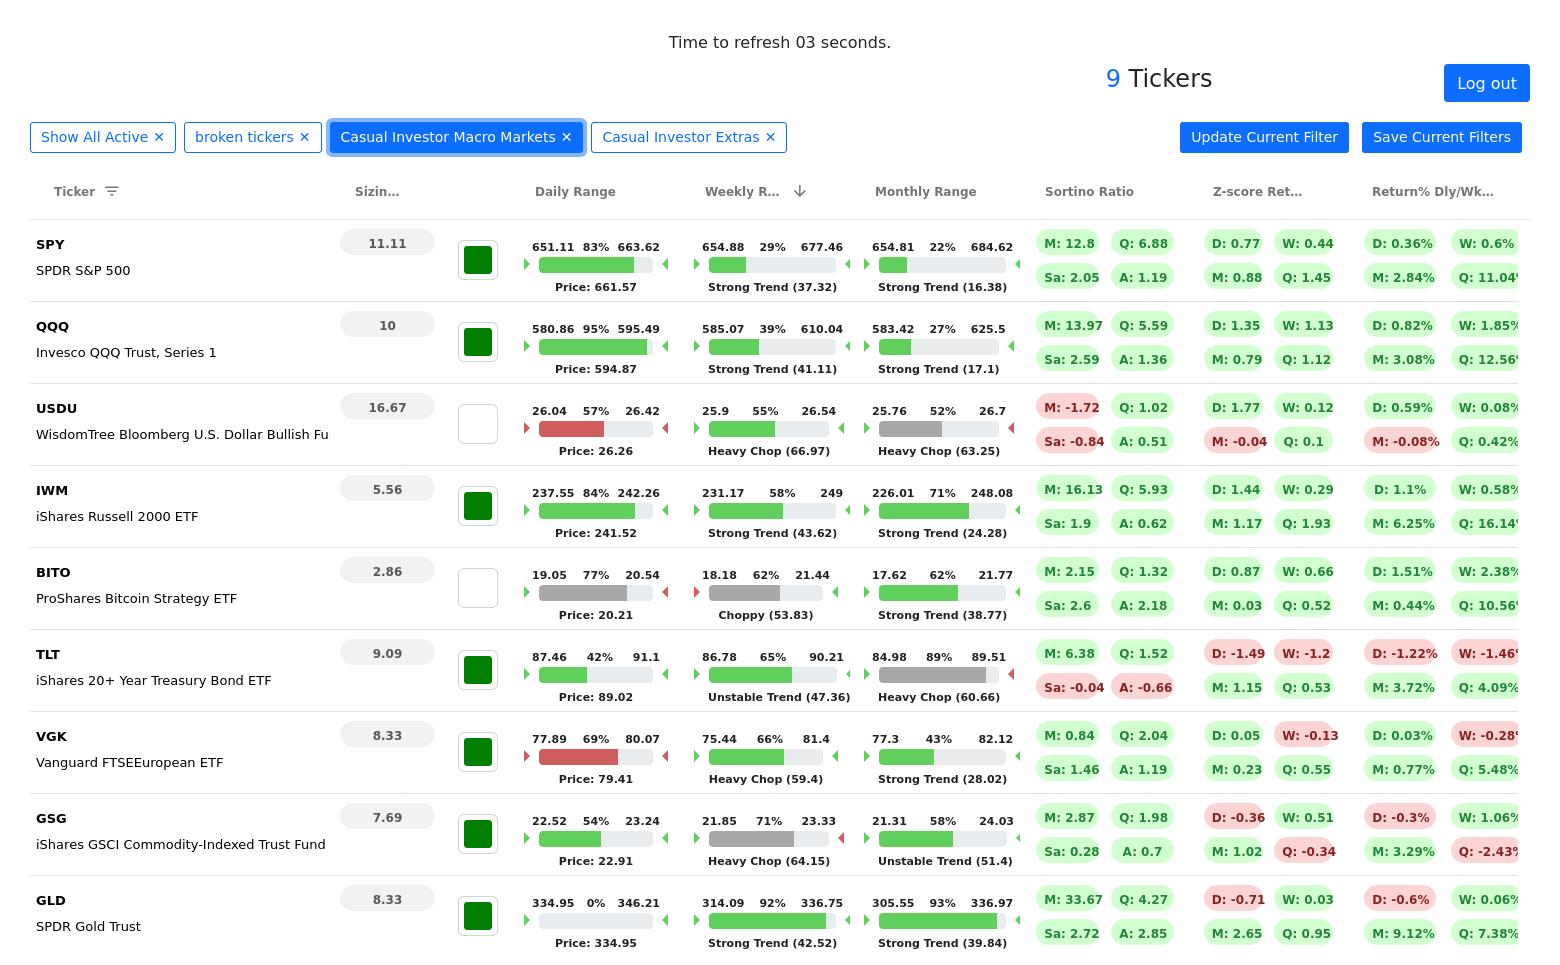 Time to refresh 03 seconds.
9 Tickers
Log out
Show All Active ✕ broken tickers ✕ Casual Investor Macro Markets ✕ Casual Investor Extras ✕ Update Current Filter Save Current Filters
Ticker Sizin… Daily Range Weekly R… Monthly Range Sortino Ratio Z-score Ret… Return% Dly/Wk…
SPY 11.11 651.11 83% 663.62 654.88 29% 677.46 654.81 22% 684.62 M: 12.8 Q: 6.88 D: 0.77 W: 0.44 D: 0.36% W: 0.6%
SPDR S&P 500 Sa: 2.05 A: 1.19 M: 0.88 Q: 1.45 M: 2.84% Q: 11.04%
Price: 661.57 Strong Trend (37.32) Strong Trend (16.38)
QQQ 10 580.86 95% 595.49 585.07 39% 610.04 583.42 27% 625.5 M: 13.97 Q: 5.59 D: 1.35 W: 1.13 D: 0.82% W: 1.85%
Invesco QQQ Trust, Series 1 Sa: 2.59 A: 1.36 M: 0.79 Q: 1.12 M: 3.08% Q: 12.56%
Price: 594.87 Strong Trend (41.11) Strong Trend (17.1)
USDU 16.67 26.04 57% 26.42 25.9 55% 26.54 25.76 52% 26.7 M: -1.72 Q: 1.02 D: 1.77 W: 0.12 D: 0.59% W: 0.08%
WisdomTree Bloomberg U.S. Dollar Bullish Fu Sa: -0.84 A: 0.51 M: -0.04 Q: 0.1 M: -0.08% Q: 0.42%
Price: 26.26 Heavy Chop (66.97) Heavy Chop (63.25)
IWM 5.56 237.55 84% 242.26 231.17 58% 249 226.01 71% 248.08 M: 16.13 Q: 5.93 D: 1.44 W: 0.29 D: 1.1% W: 0.58%
iShares Russell 2000 ETF Sa: 1.9 A: 0.62 M: 1.17 Q: 1.93 M: 6.25% Q: 16.14%
Price: 241.52 Strong Trend (43.62) Strong Trend (24.28)
BITO 2.86 19.05 77% 20.54 18.18 62% 21.44 17.62 62% 21.77 M: 2.15 Q: 1.32 D: 0.87 W: 0.66 D: 1.51% W: 2.38%
ProShares Bitcoin Strategy ETF Sa: 2.6 A: 2.18 M: 0.03 Q: 0.52 M: 0.44% Q: 10.56%
Price: 20.21 Choppy (53.83) Strong Trend (38.77)
TLT 9.09 87.46 42% 91.1 86.78 65% 90.21 84.98 89% 89.51 M: 6.38 Q: 1.52 D: -1.49 W: -1.2 D: -1.22% W: -1.46%
iShares 20+ Year Treasury Bond ETF Sa: -0.04 A: -0.66 M: 1.15 Q: 0.53 M: 3.72% Q: 4.09%
Price: 89.02 Unstable Trend (47.36) Heavy Chop (60.66)
VGK 8.33 77.89 69% 80.07 75.44 66% 81.4 77.3 43% 82.12 M: 0.84 Q: 2.04 D: 0.05 W: -0.13 D: 0.03% W: -0.28%
Vanguard FTSEEuropean ETF Sa: 1.46 A: 1.19 M: 0.23 Q: 0.55 M: 0.77% Q: 5.48%
Price: 79.41 Heavy Chop (59.4) Strong Trend (28.02)
GSG 7.69 22.52 54% 23.24 21.85 71% 23.33 21.31 58% 24.03 M: 2.87 Q: 1.98 D: -0.36 W: 0.51 D: -0.3% W: 1.06%
iShares GSCI Commodity-Indexed Trust Fund Sa: 0.28 A: 0.7 M: 1.02 Q: -0.34 M: 3.29% Q: -2.43%
Price: 22.91 Heavy Chop (64.15) Unstable Trend (51.4)
GLD 8.33 334.95 0% 346.21 314.09 92% 336.75 305.55 93% 336.97 M: 33.67 Q: 4.27 D: -0.71 W: 0.03 D: -0.6% W: 0.06%
SPDR Gold Trust Sa: 2.72 A: 2.85 M: 2.65 Q: 0.95 M: 9.12% Q: 7.38%
Price: 334.95 Strong Trend (42.52) Strong Trend (39.84)